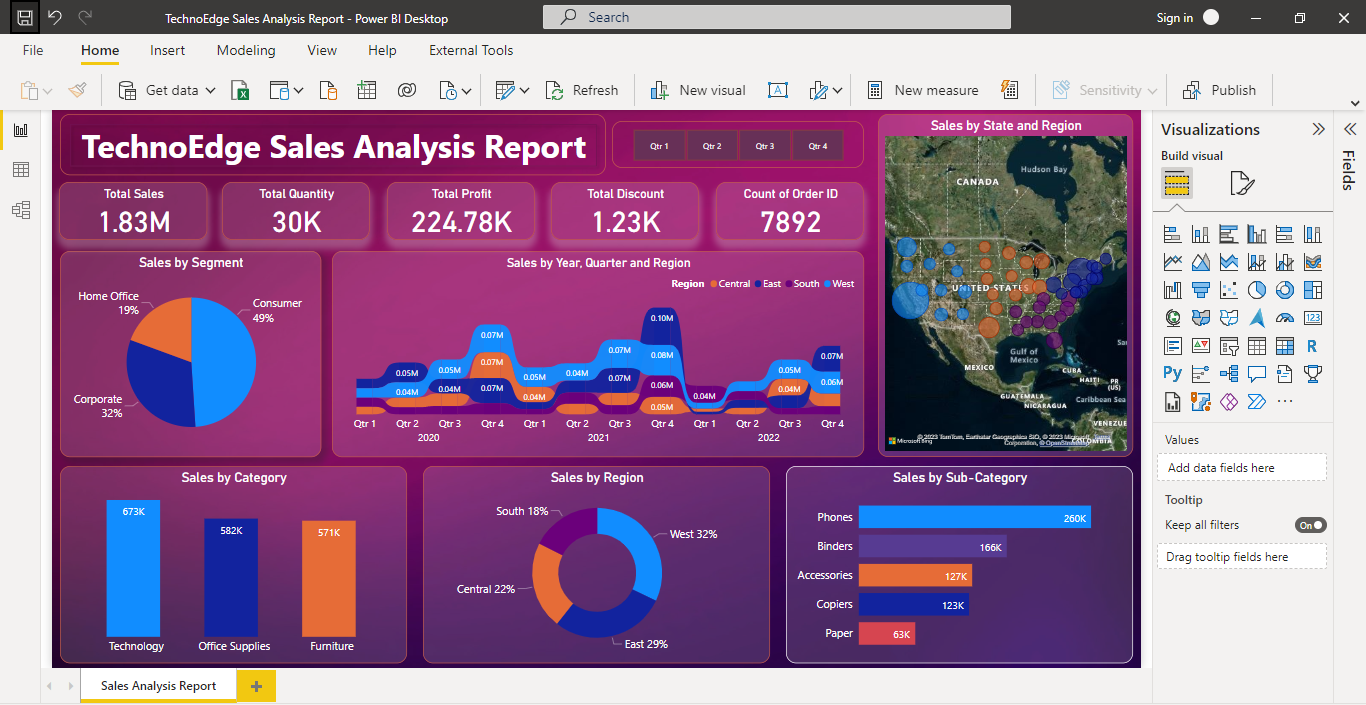 TechnoEdge Sales Analysis Report - Power BI Desktop
Search
Sign in
File
Home
Insert
Modeling
View
Help
External Tools
Get data
Refresh
New visual
New measure
Sensitivity
Publish
TechnoEdge Sales Analysis Report
Qtr 1
Qtr 2
Qtr 3
Qtr 4
Total Sales
1.83M
Total Quantity
30K
Total Profit
224.78K
Total Discount
1.23K
Count of Order ID
7892
Sales by Segment
Home Office
19%
Consumer
49%
Corporate
32%
Sales by Year, Quarter and Region
Region
Central
East
South
West
0.05M
0.04M
0.05M
0.04M
0.07M
0.07M
0.07M
0.05M
0.04M
0.04M
0.07M
0.07M
0.10M
0.08M
0.06M
0.05M
0.04M
0.05M
0.04M
0.07M
0.06M
Qtr 1
Qtr 2
Qtr 3
Qtr 4
Qtr 1
Qtr 2
Qtr 3
Qtr 4
Qtr 1
Qtr 2
Qtr 3
Qtr 4
2020
2021
2022
Sales by State and Region
Hudson Bay
CANADA
UNITED STATES
Gulf of
Mexico
MEXICO
CUBA
HAITI
PR
(US)
GUATEMALA
NICARAGUA
Caribbean Sea
VENEZUE
COLOMBIA
Microsoft Bing
© 2023 TomTom, Earthstar Geographics SIO, © 2023 Microsoft
Corporation, © OpenStreetMap
Sales by Category
673K
582K
571K
Technology
Office Supplies
Furniture
Sales by Region
South 18%
West 32%
Central 22%
East 29%
Sales by Sub-Category
Phones
260K
Binders
166K
Accessories
127K
Copiers
123K
Paper
63K
Visualizations
Build visual
123
R
Py
Values
Add data fields here
Tooltip
Keep all filters
On
Drag tooltip fields here
Fields
Sales Analysis Report